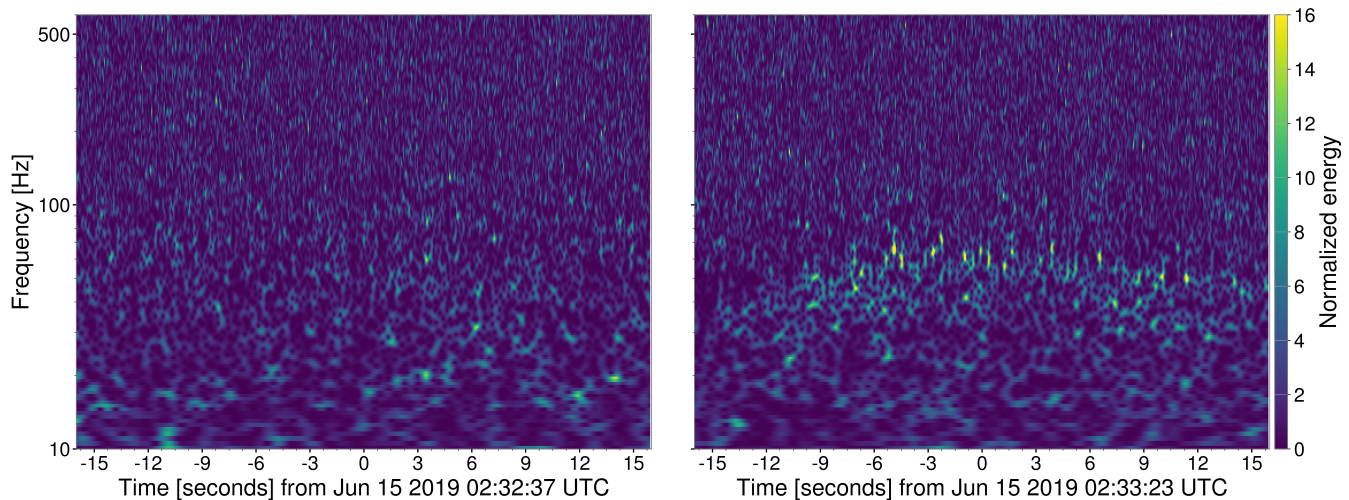 500
100
10
Frequency [Hz]
-15 -12 -9 -6 -3 0 3 6 9 12 15
Time [seconds] from Jun 15 2019 02:32:37 UTC
-15 -12 -9 -6 -3 0 3 6 9 12 15
Time [seconds] from Jun 15 2019 02:33:23 UTC
16
14
12
10
8
6
4
2
0
Normalized energy